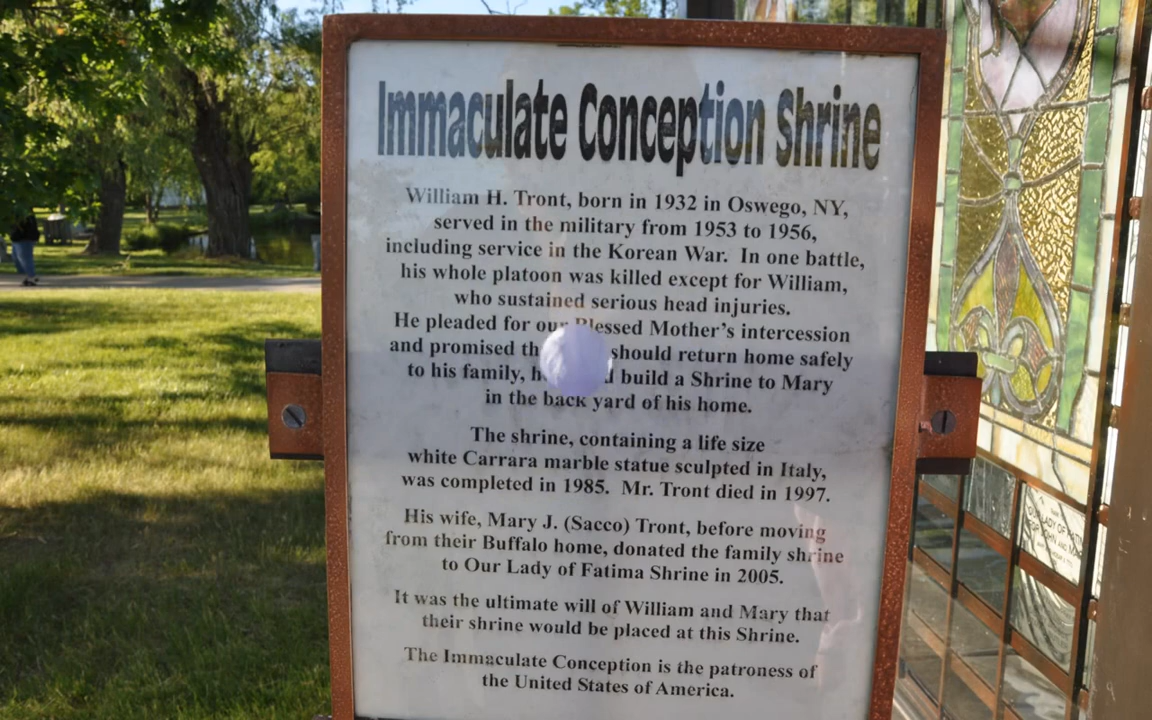 Immaculate Conception Shrine
William H. Tront, born in 1932 in Oswego, NY,
served in the military from 1953 to 1956,
including service in the Korean War. In one battle,
his whole platoon was killed except for William,
who sustained serious head injuries.
He pleaded for our Blessed Mother's intercession
and promised should return home safely
to his family, build a Shrine to Mary
in the back yard of his home.
The shrine, containing a life size
white Carrara marble statue sculpted in Italy,
was completed in 1985. Mr. Tront died in 1997.
His wife, Mary J. (Sacco) Tront, before moving
from their Buffalo home, donated the family shrine
to Our Lady of Fatima Shrine in 2005.
It was the ultimate will of William and Mary that
their shrine would be placed at this Shrine.
The Immaculate Conception is the patroness of
the United States of America.